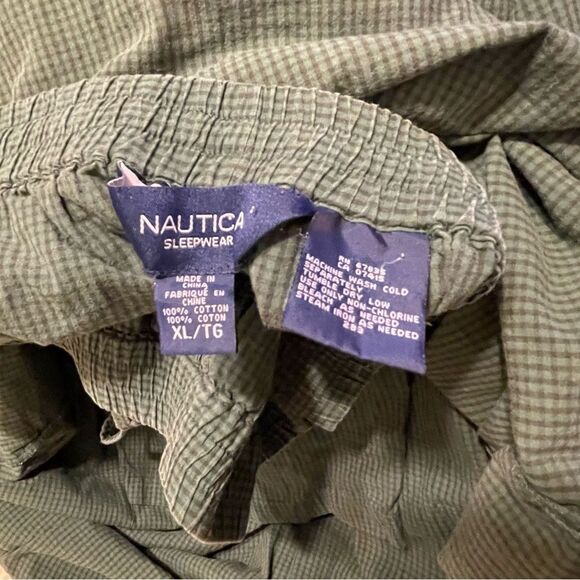 NAUTICA
SLEEPWEAR
MADE IN
CHINA
FABRIQUÉ EN
CHINE
100% COTTON
100% COTON
XL/TG
RN 67835
CA 07415
MACHINE WASH COLD
SEPARATELY
TUMBLE DRY LOW
USE ONLY NON-CHLORINE
BLEACH AS NEEDED
STEAM IRON AS NEEDED
293